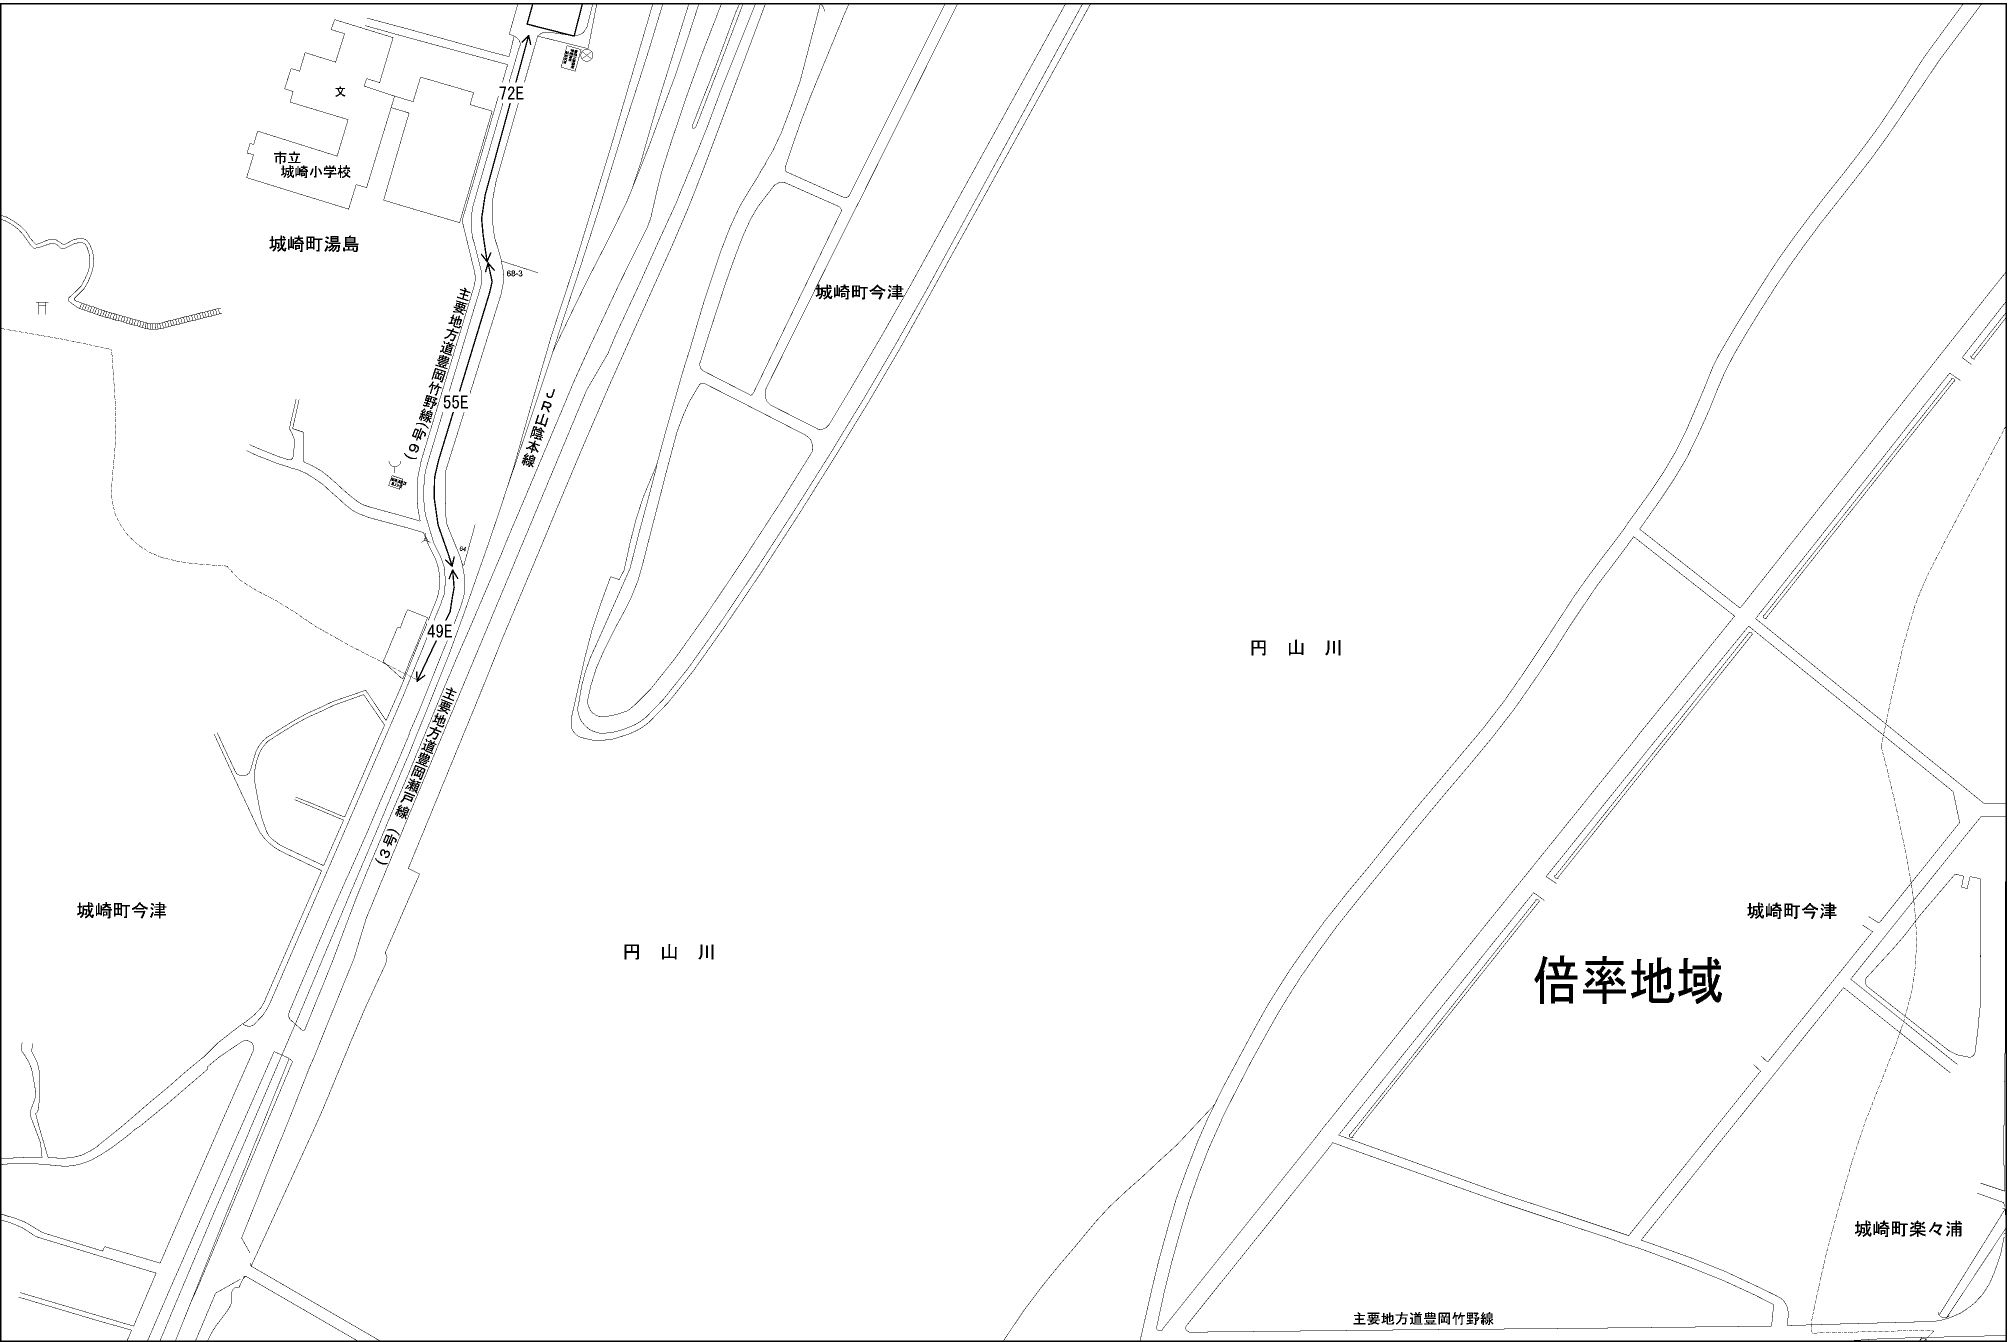 72E
文
市立
城崎小学校
城崎町湯島
68-3
城崎町今津
主要地方道豊岡竹野線
(9号)
55E
JR山陰本線
64
49E
円山川
主要地方道豊岡瀬戸線
(3号)
城崎町今津
城崎町今津
円山川
倍率地域
城崎町楽々浦
主要地方道豊岡竹野線